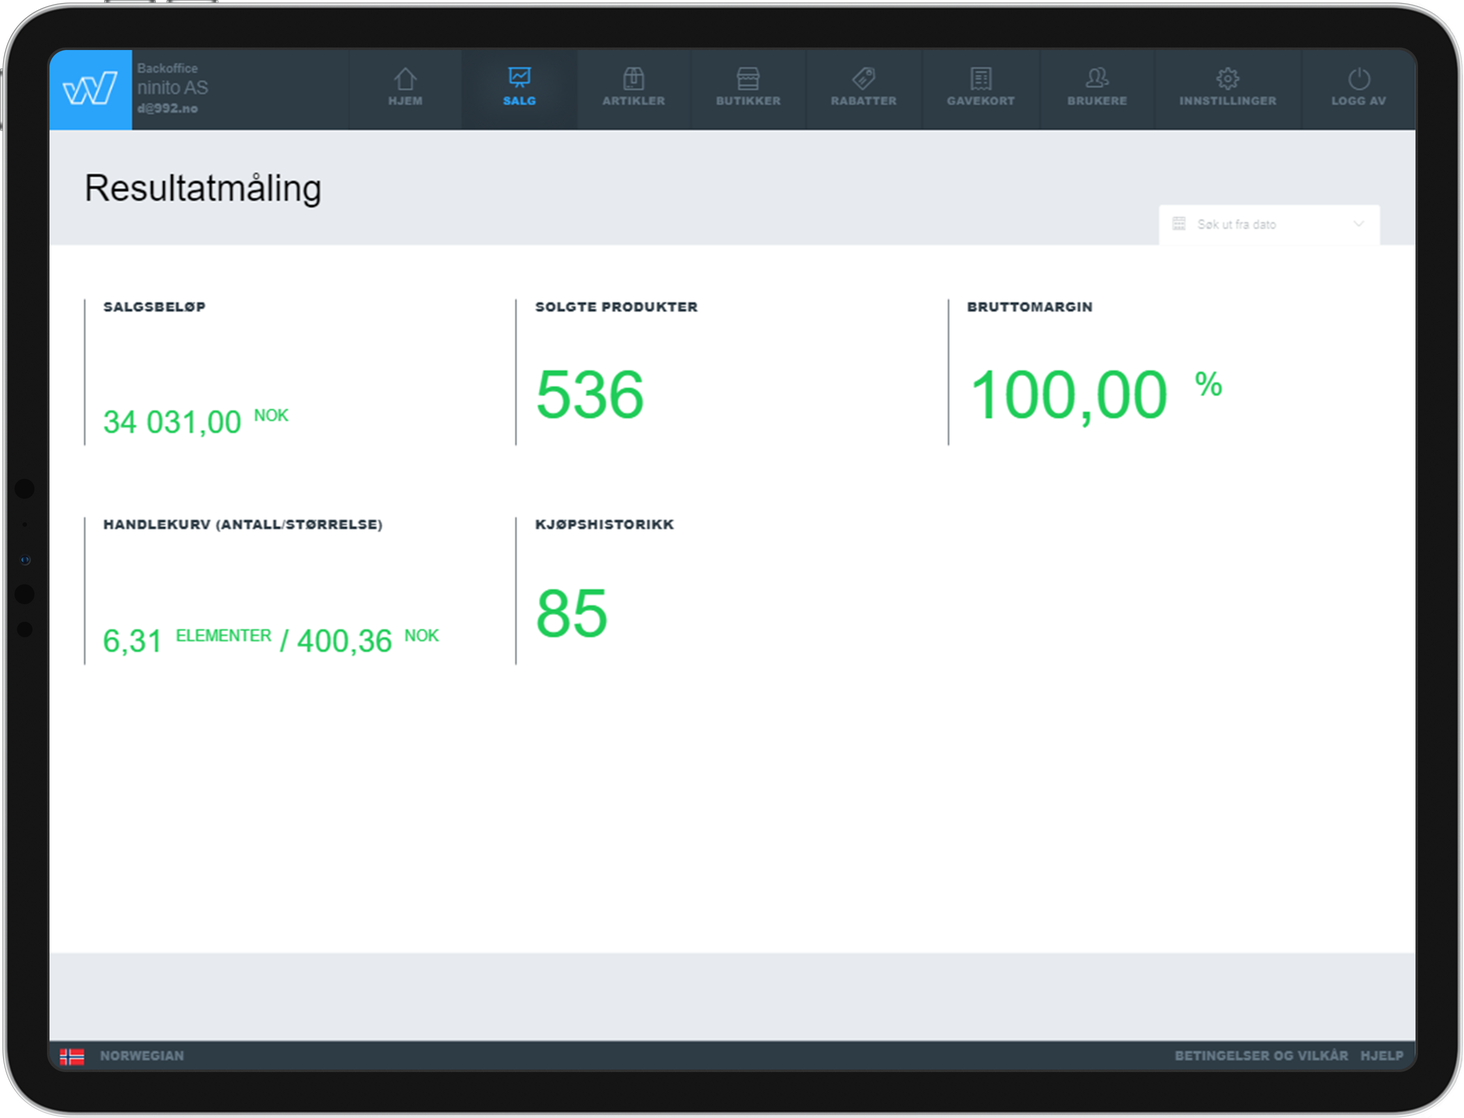 Backoffice
ninito AS
d@992.no
HJEM
SALG
ARTIKLER
BUTIKKER
RABATTER
GAVEKORT
BRUKERE
INNSTILLINGER
LOGG AV
Resultatmåling
Søk ut fra dato
SALGSBELØP
34 031,00 NOK
SOLGTE PRODUKTER
536
BRUTTOMARGIN
100,00 %
HANDLEKURV (ANTALL/STØRRELSE)
6,31 ELEMENTER / 400,36 NOK
KJØPSHISTORIKK
85
NORWEGIAN
BETINGELSER OG VILKÅR HJELP